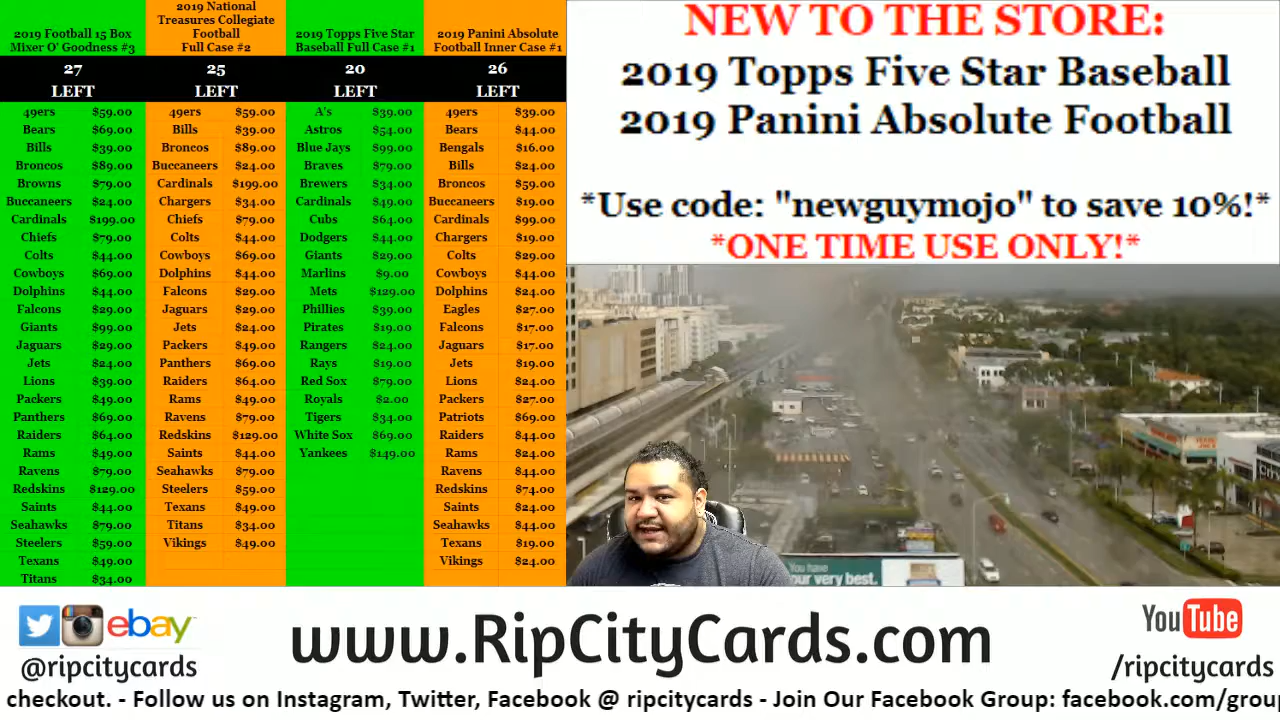 2019 Football 15 Box
Mixer O' Goodness #3
27
LEFT
49ers $59.00
Bears $69.00
Bills $39.00
Broncos $89.00
Browns $79.00
Buccaneers $24.00
Cardinals $199.00
Chiefs $79.00
Colts $44.00
Cowboys $69.00
Dolphins $44.00
Falcons $29.00
Giants $99.00
Jaguars $29.00
Jets $24.00
Lions $39.00
Packers $49.00
Panthers $69.00
Raiders $64.00
Rams $49.00
Ravens $79.00
Redskins $129.00
Saints $44.00
Seahawks $79.00
Steelers $59.00
Texans $49.00
Titans $34.00
2019 National
Treasures Collegiate
Football
Full Case #2
25
LEFT
49ers $59.00
Bills $39.00
Broncos $89.00
Buccaneers $24.00
Cardinals $199.00
Chargers $34.00
Chiefs $79.00
Colts $44.00
Cowboys $69.00
Dolphins $44.00
Falcons $29.00
Jaguars $29.00
Jets $24.00
Packers $49.00
Panthers $69.00
Raiders $64.00
Rams $49.00
Ravens $79.00
Redskins $129.00
Saints $44.00
Seahawks $79.00
Steelers $59.00
Texans $49.00
Titans $34.00
Vikings $49.00
2019 Topps Five Star
Baseball Full Case #1
20
LEFT
A's $39.00
Astros $54.00
Blue Jays $99.00
Braves $79.00
Brewers $34.00
Cardinals $49.00
Cubs $64.00
Dodgers $44.00
Giants $29.00
Marlins $9.00
Mets $129.00
Phillies $39.00
Pirates $19.00
Rangers $24.00
Rays $19.00
Red Sox $79.00
Royals $2.00
Tigers $34.00
White Sox $69.00
Yankees $149.00
2019 Panini Absolute
Football Inner Case #1
26
LEFT
49ers $39.00
Bears $44.00
Bengals $16.00
Bills $24.00
Broncos $59.00
Buccaneers $19.00
Cardinals $99.00
Chargers $19.00
Colts $29.00
Cowboys $44.00
Dolphins $24.00
Eagles $27.00
Falcons $17.00
Jaguars $17.00
Jets $19.00
Lions $24.00
Packers $27.00
Patriots $69.00
Raiders $44.00
Rams $24.00
Ravens $44.00
Redskins $74.00
Saints $24.00
Seahawks $44.00
Texans $19.00
Vikings $24.00
NEW TO THE STORE:
2019 Topps Five Star Baseball
2019 Panini Absolute Football
*Use code: "newguymojo" to save 10%!*
*ONE TIME USE ONLY!*
You have
our very best.
ebay
@ripcitycards
www.RipCityCards.com
YouTube
/ripcitycards
checkout. - Follow us on Instagram, Twitter, Facebook @ ripcitycards - Join Our Facebook Group: facebook.com/group